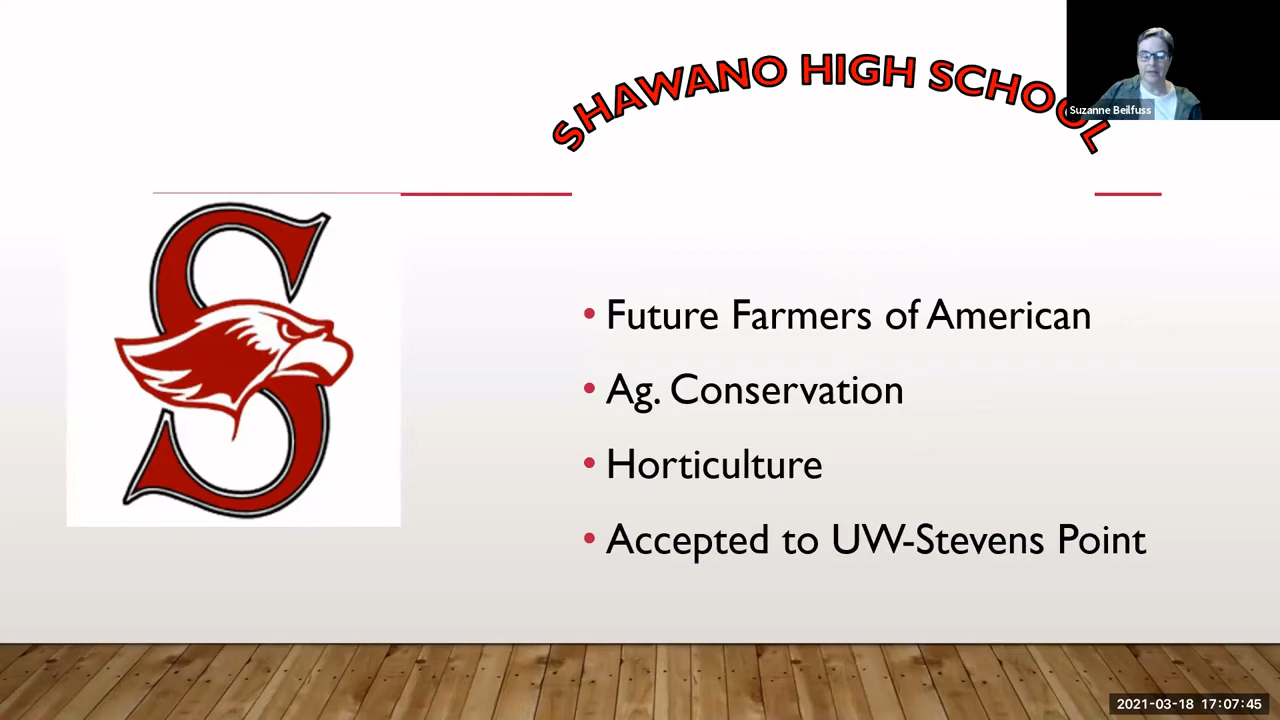 SHAWANO HIGH SCHOOL
Suzanne Beilfuss
S
• Future Farmers of American
• Ag. Conservation
• Horticulture
• Accepted to UW-Stevens Point
2021-03-18 17:07:45